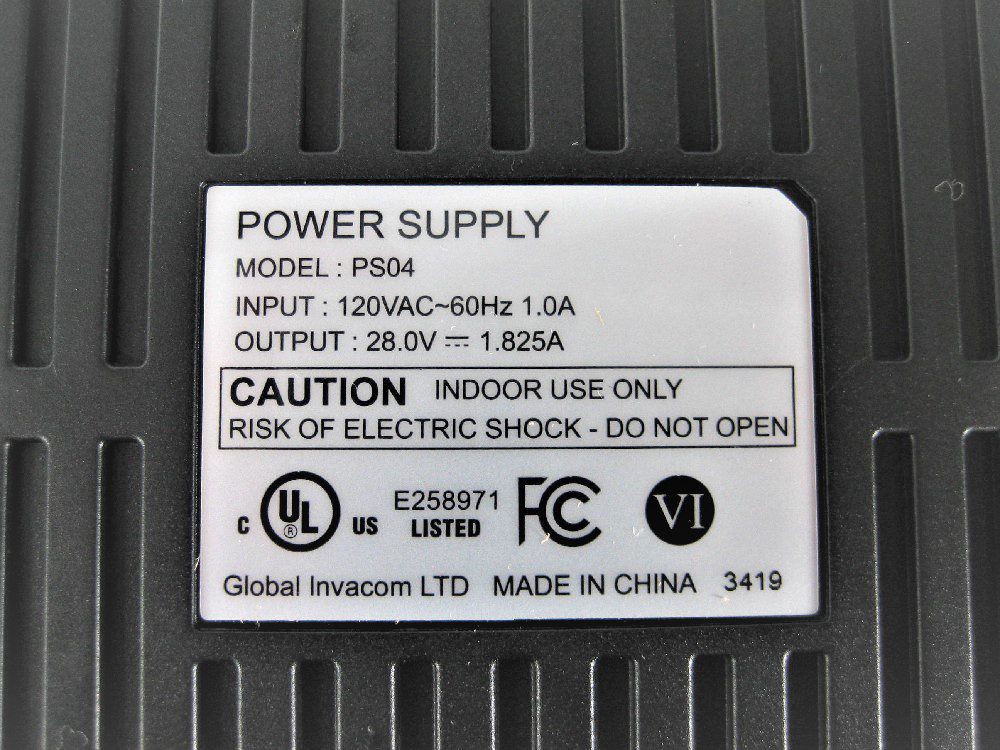 POWER SUPPLY
MODEL : PS04
INPUT : 120VAC~60Hz 1.0A
OUTPUT : 28.0V ⎓ 1.825A
CAUTION INDOOR USE ONLY
RISK OF ELECTRIC SHOCK - DO NOT OPEN
C UL ® US E258971 LISTED FCC VI
Global Invacom LTD MADE IN CHINA 3419